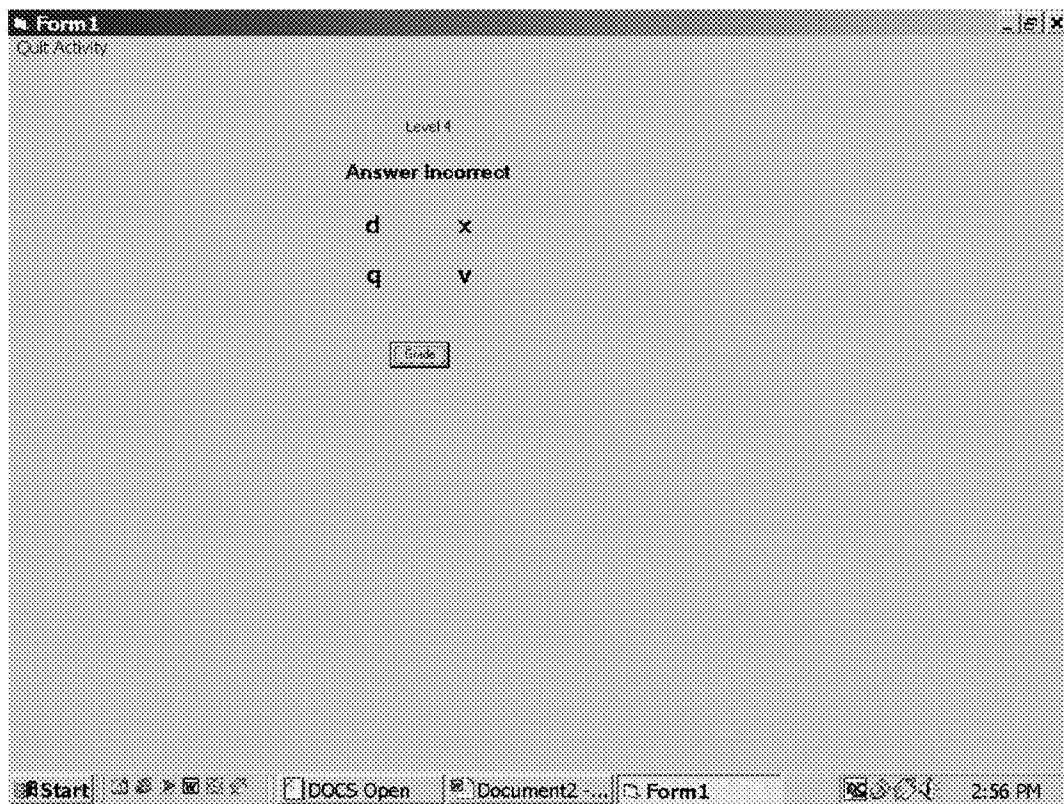 Form1
Quit Activity
Level 4
Answer Incorrect
d x
q v
Grade
Start DOCS Open Document2 -... Form1 2:56 PM